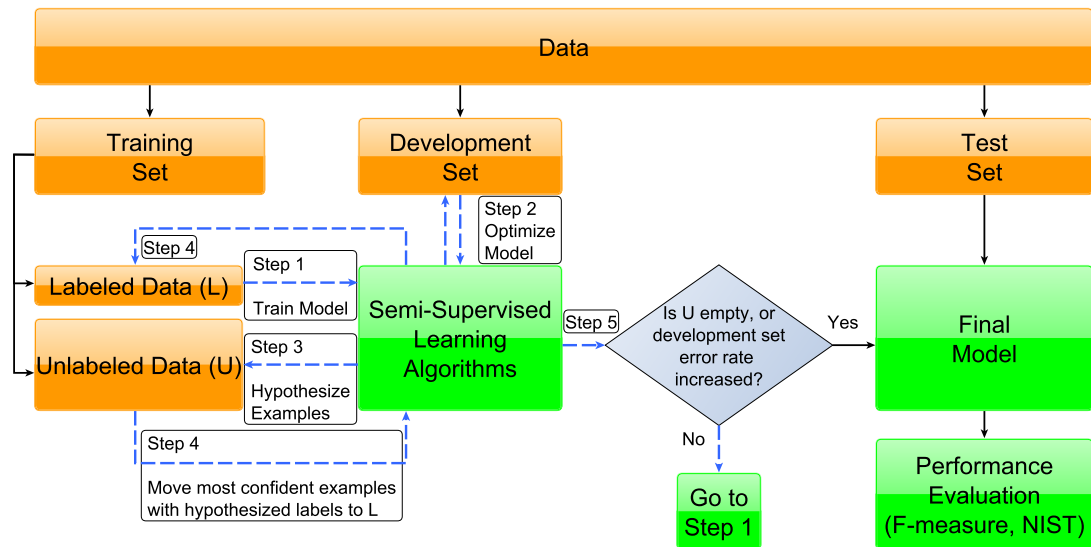 Data
Training
Set
Development
Set
Test
Set
Step 2
Optimize
Model
Step 4
Step 1
Train Model
Labeled Data (L)
Unlabeled Data (U)
Step 3
Hypothesize
Examples
Semi-Supervised
Learning
Algorithms
Step 5
Is U empty, or
development set
error rate
increased?
Yes
No
Final
Model
Step 4
Move most confident examples
with hypothesized labels to L
Go to
Step 1
Performance
Evaluation
(F-measure, NIST)